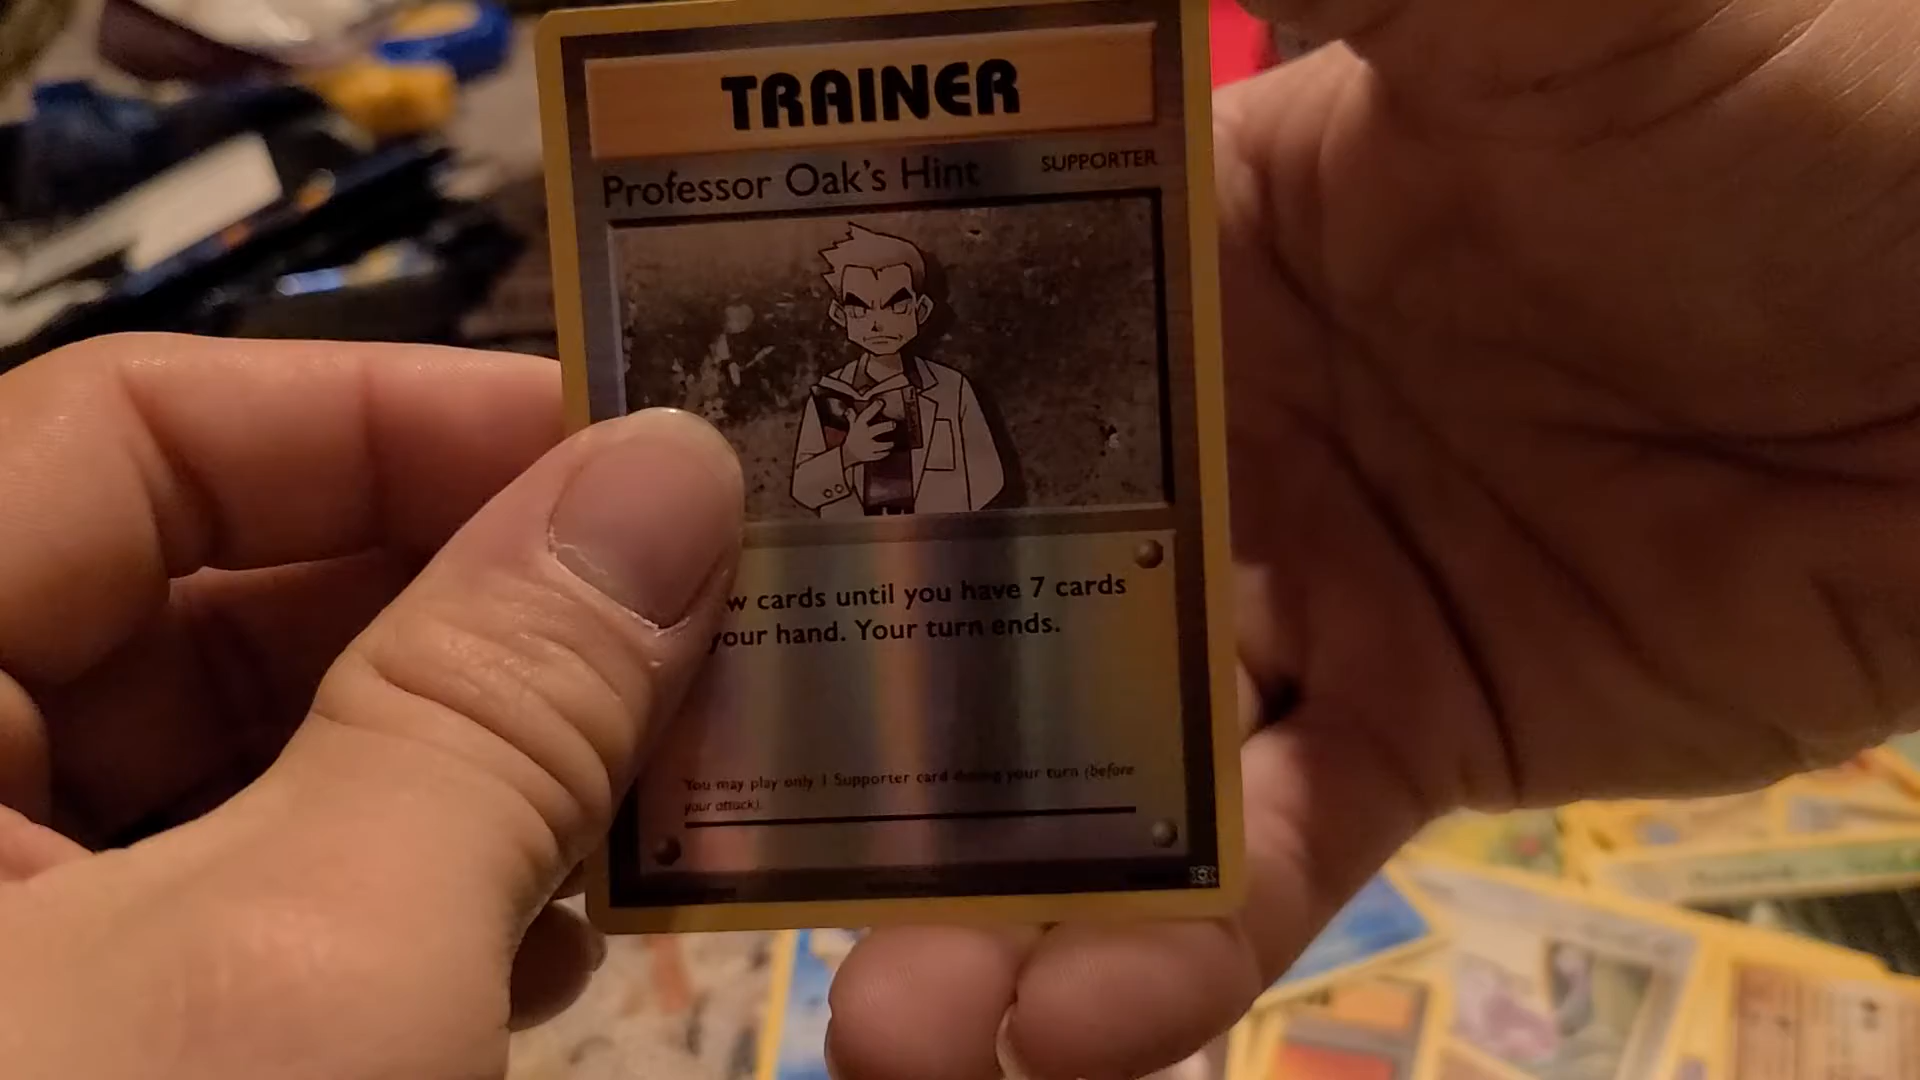 TRAINER
Professor Oak's Hint SUPPORTER
w cards until you have 7 cards
your hand. Your turn ends.
You may play only 1 Supporter card during your turn (before
your attack).